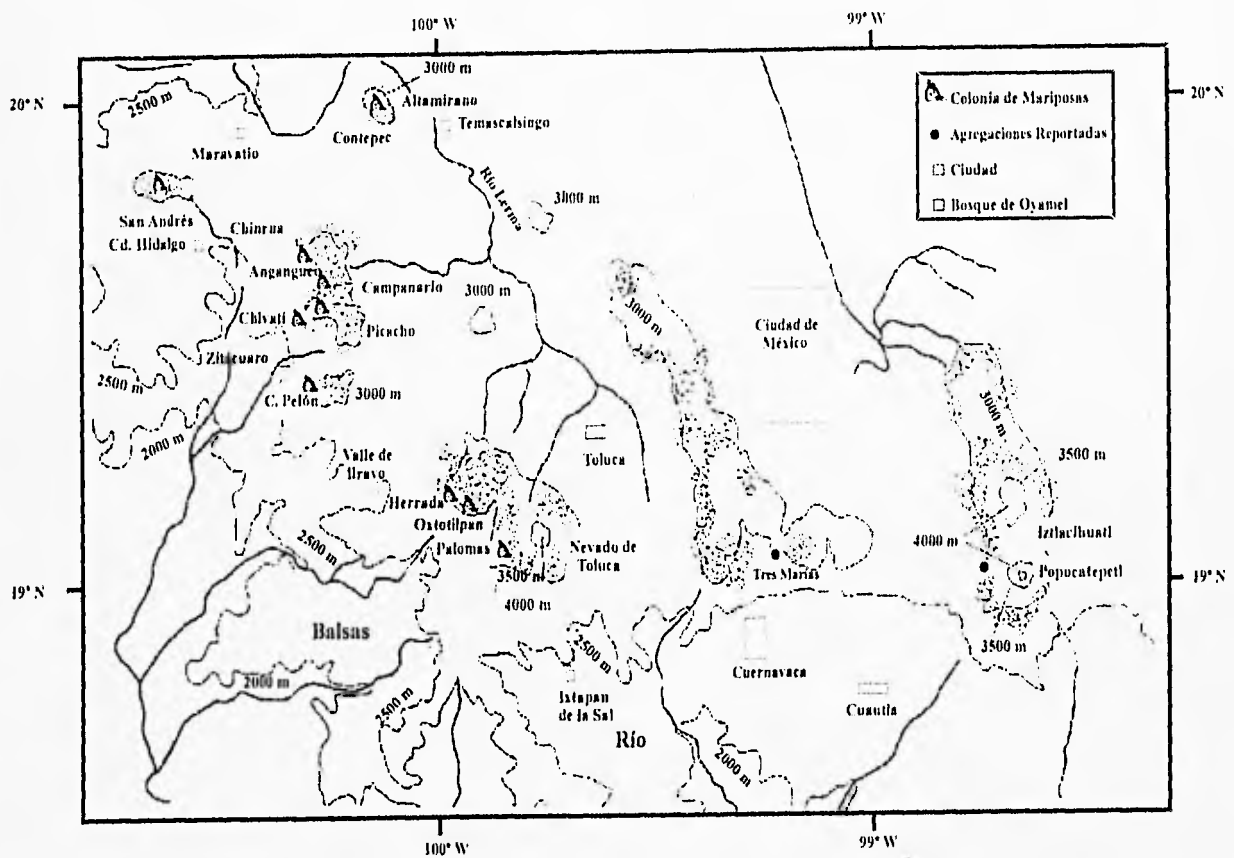 100° W
99° W
20° N
20° N
3000 m
2500 m
Altamirano
Contepec
Temascalsingo
Maravatio
Río Lerma
3000 m
San Andrés
Cd. Hidalgo
Chincua
Angangueo
Campanario
3000 m
Chivatí
Picacho
Zitácuaro
2500 m
C. Pelón
3000 m
2000 m
Valle de
Bravo
Toluca
3000 m
Ciudad de
México
3000 m
3500 m
Herrada
Oxtotilpan
Palomas
Nevado de
Toluca
3500 m
4000 m
2500 m
Tres Marías
4000 m
Iztlacihuatl
Popocatepetl
3500 m
19° N
19° N
Balsas
2000 m
2500 m
2500 m
Ixtapan
de la Sal
Río
Cuernavaca
Cuautla
2000 m
100° W
99° W
Colonia de Mariposas
Agregaciones Reportadas
Ciudad
Bosque de Oyamel